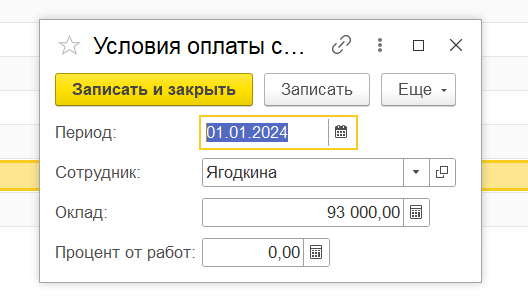 Условия оплаты с...
Записать и закрыть
Записать
Еще
Период:
01.01.2024
Сотрудник:
Ягодкина
Оклад:
93 000,00
Процент от работ:
0,00